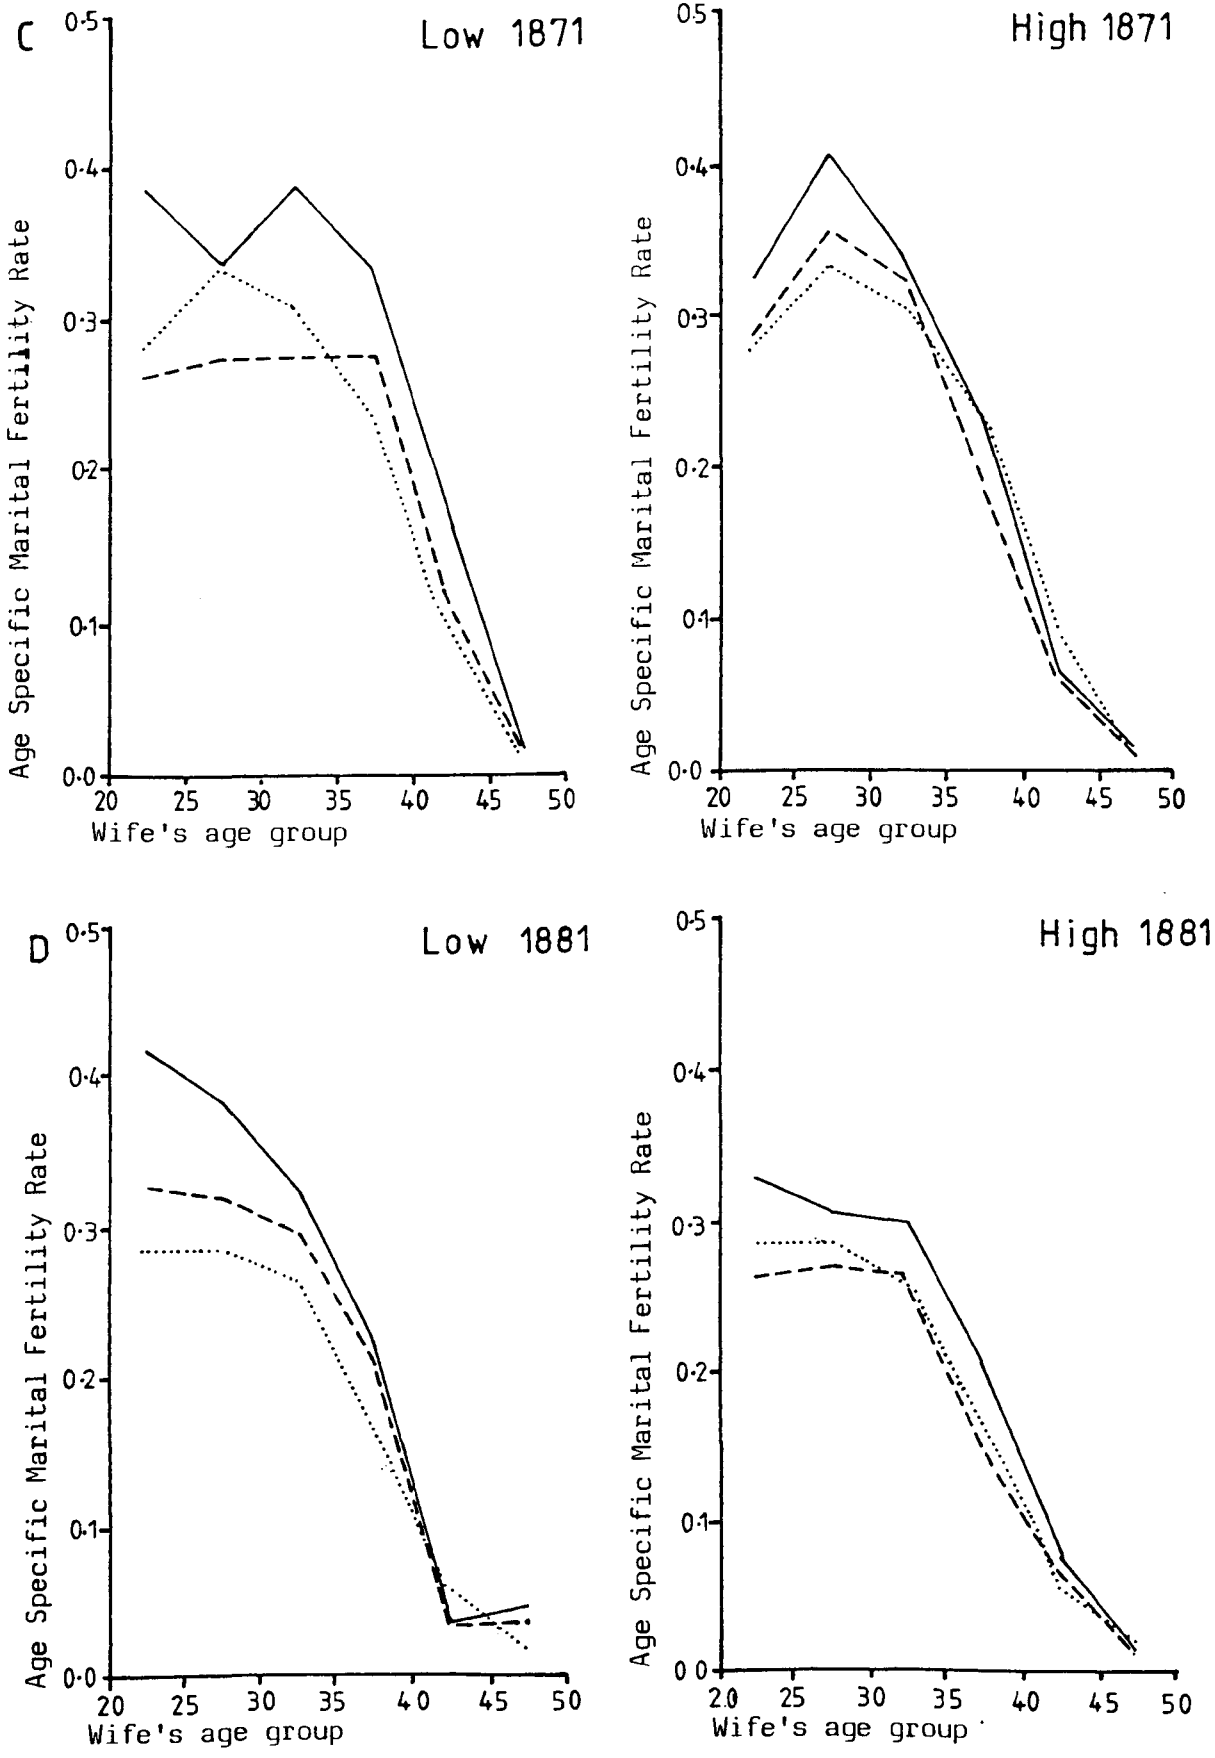 C
Low 1871
0·5
0·4
0·3
0·2
0·1
0·0
20 25 30 35 40 45 50
Age Specific Marital Fertility Rate
Wife's age group
High 1871
0·5
0·4
0·3
0·2
0·1
0·0
20 25 30 35 40 45 50
Age Specific Marital Fertility Rate
Wife's age group
D
Low 1881
0·5
0·4
0·3
0·2
0·1
0·0
20 25 30 35 40 45 50
Age Specific Marital Fertility Rate
Wife's age group
High 1881
0·5
0·4
0·3
0·2
0·1
0 0
2.0 25 30 35 40 45 50
Age Specific Marital Fertility Rate
Wife's age group